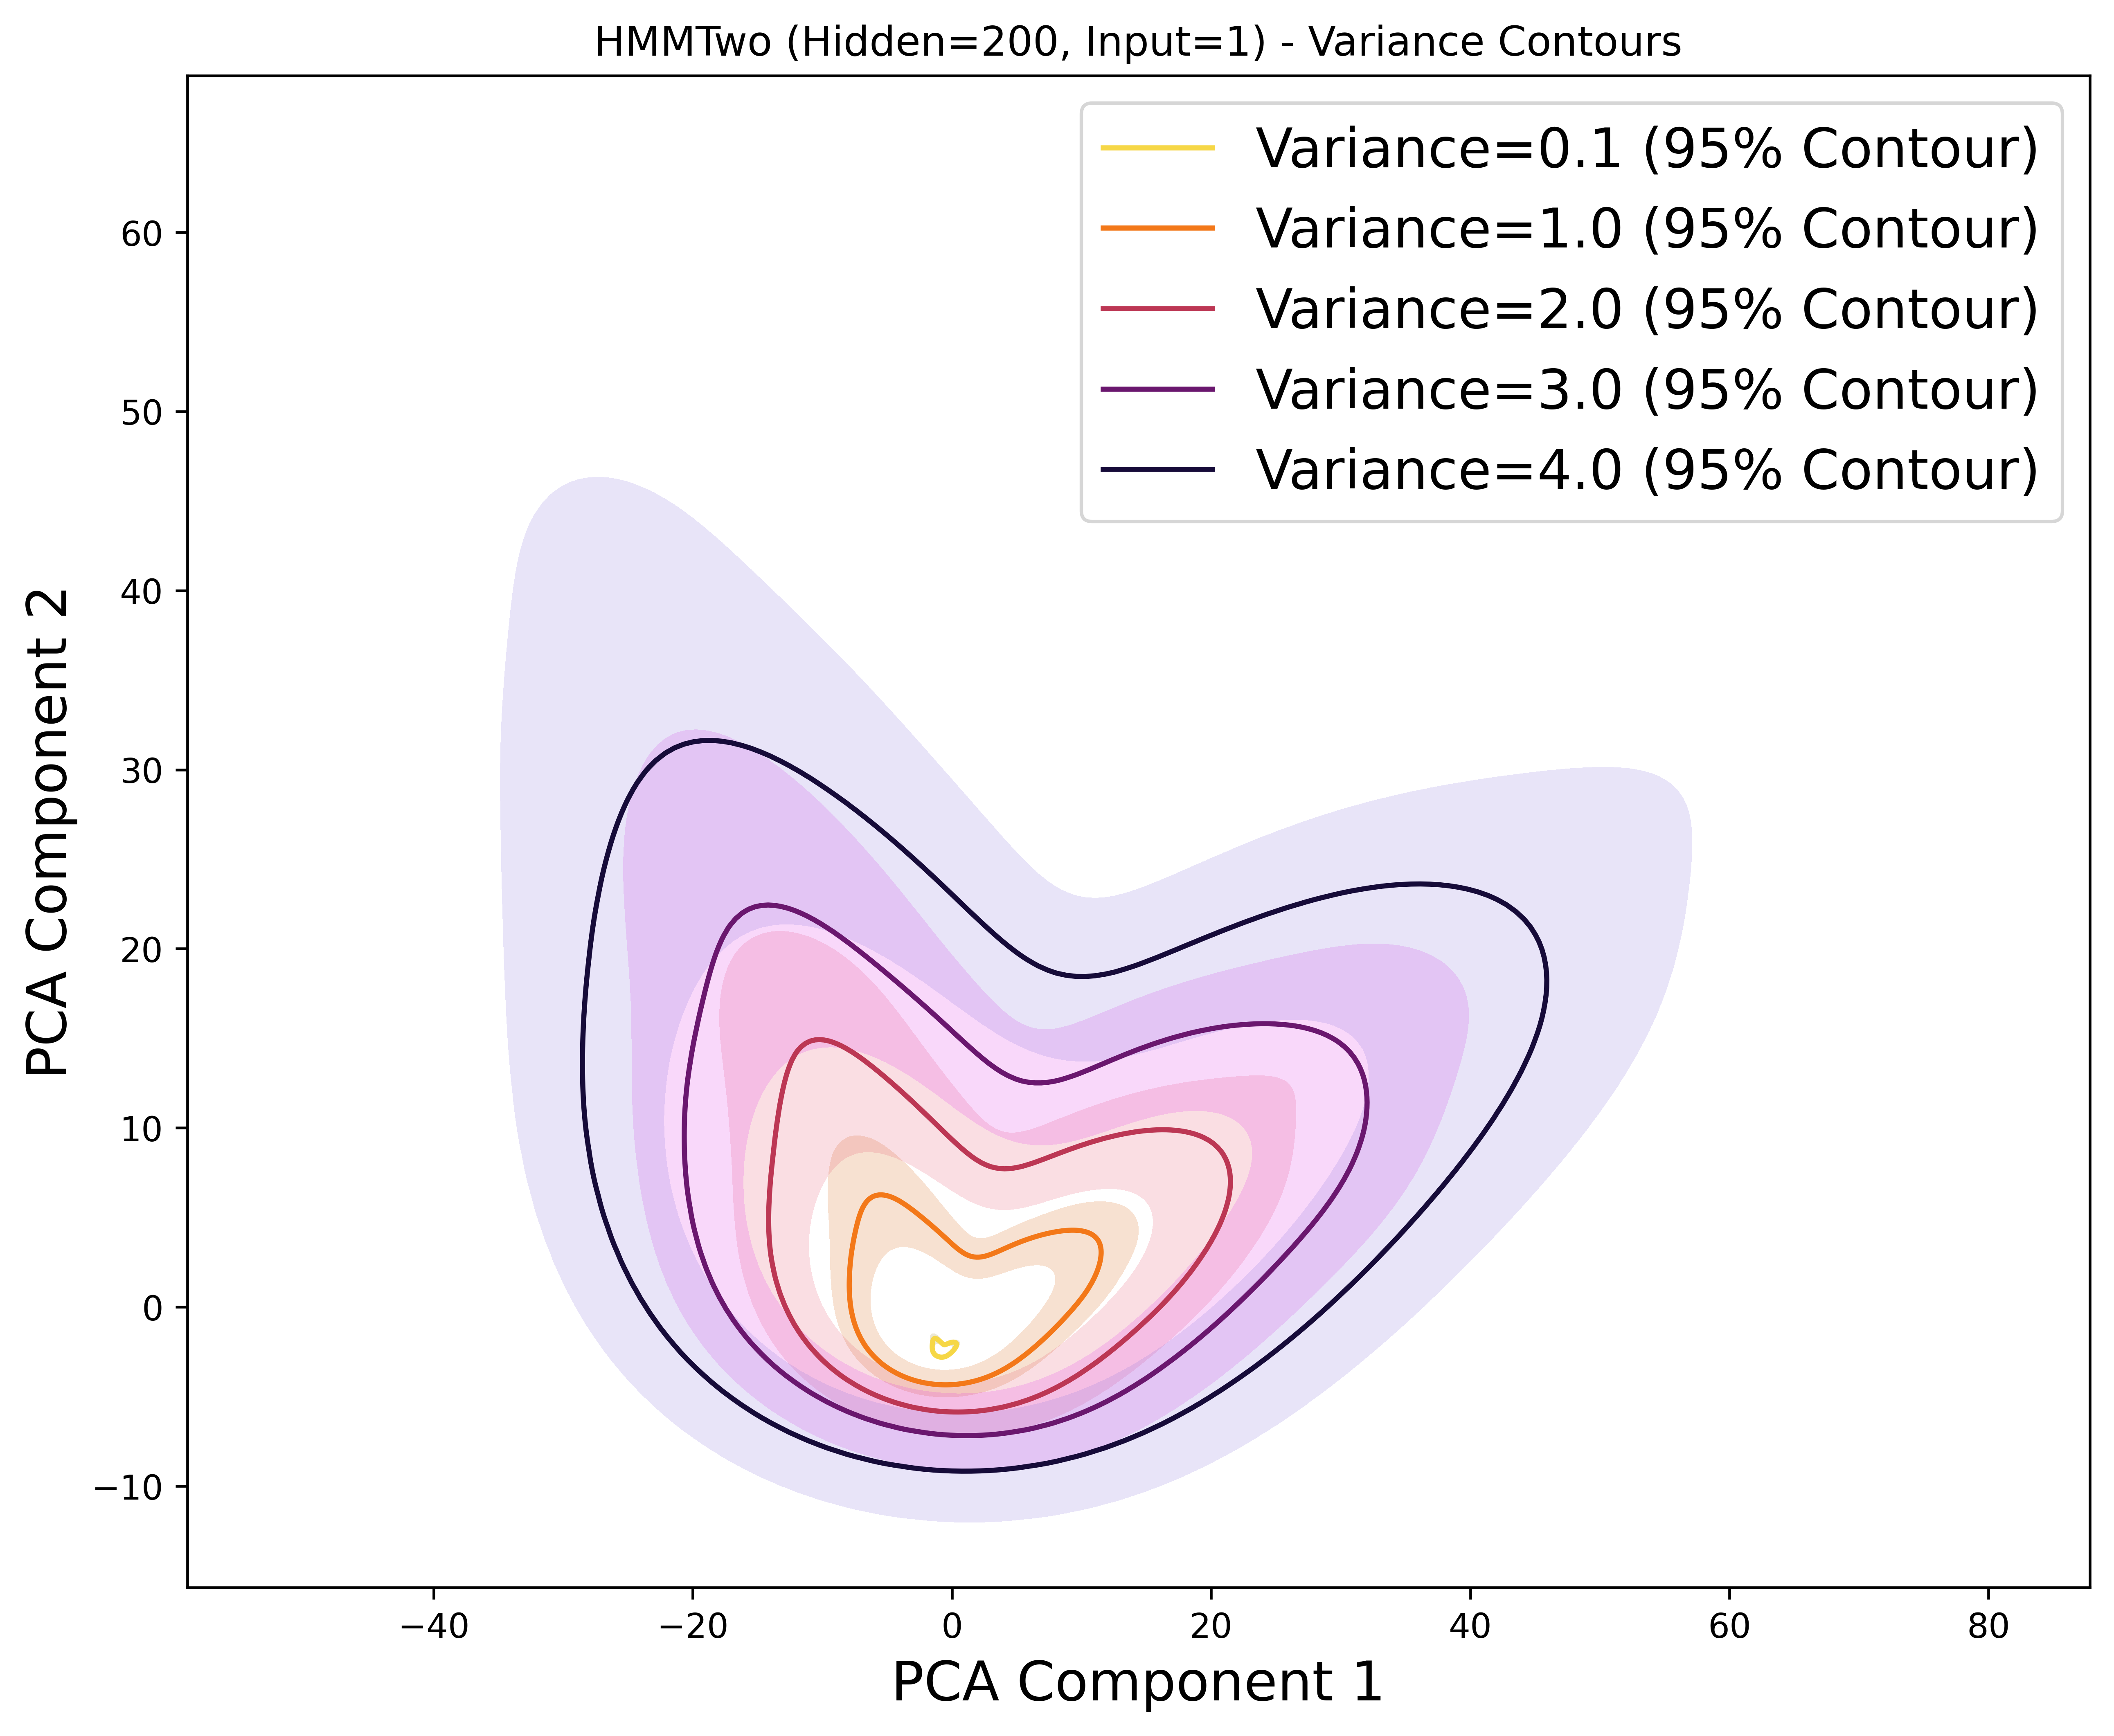 HMMTwo (Hidden=200, Input=1) - Variance Contours
Variance=0.1 (95% Contour)
Variance=1.0 (95% Contour)
Variance=2.0 (95% Contour)
Variance=3.0 (95% Contour)
Variance=4.0 (95% Contour)
PCA Component 2
60
50
40
30
20
10
0
−10
−40
−20
0
20
40
60
80
PCA Component 1